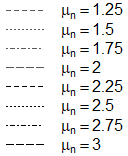 μn = 1.25
μn = 1.5
μn = 1.75
μn = 2
μn = 2.25
μn = 2.5
μn = 2.75
μn = 3